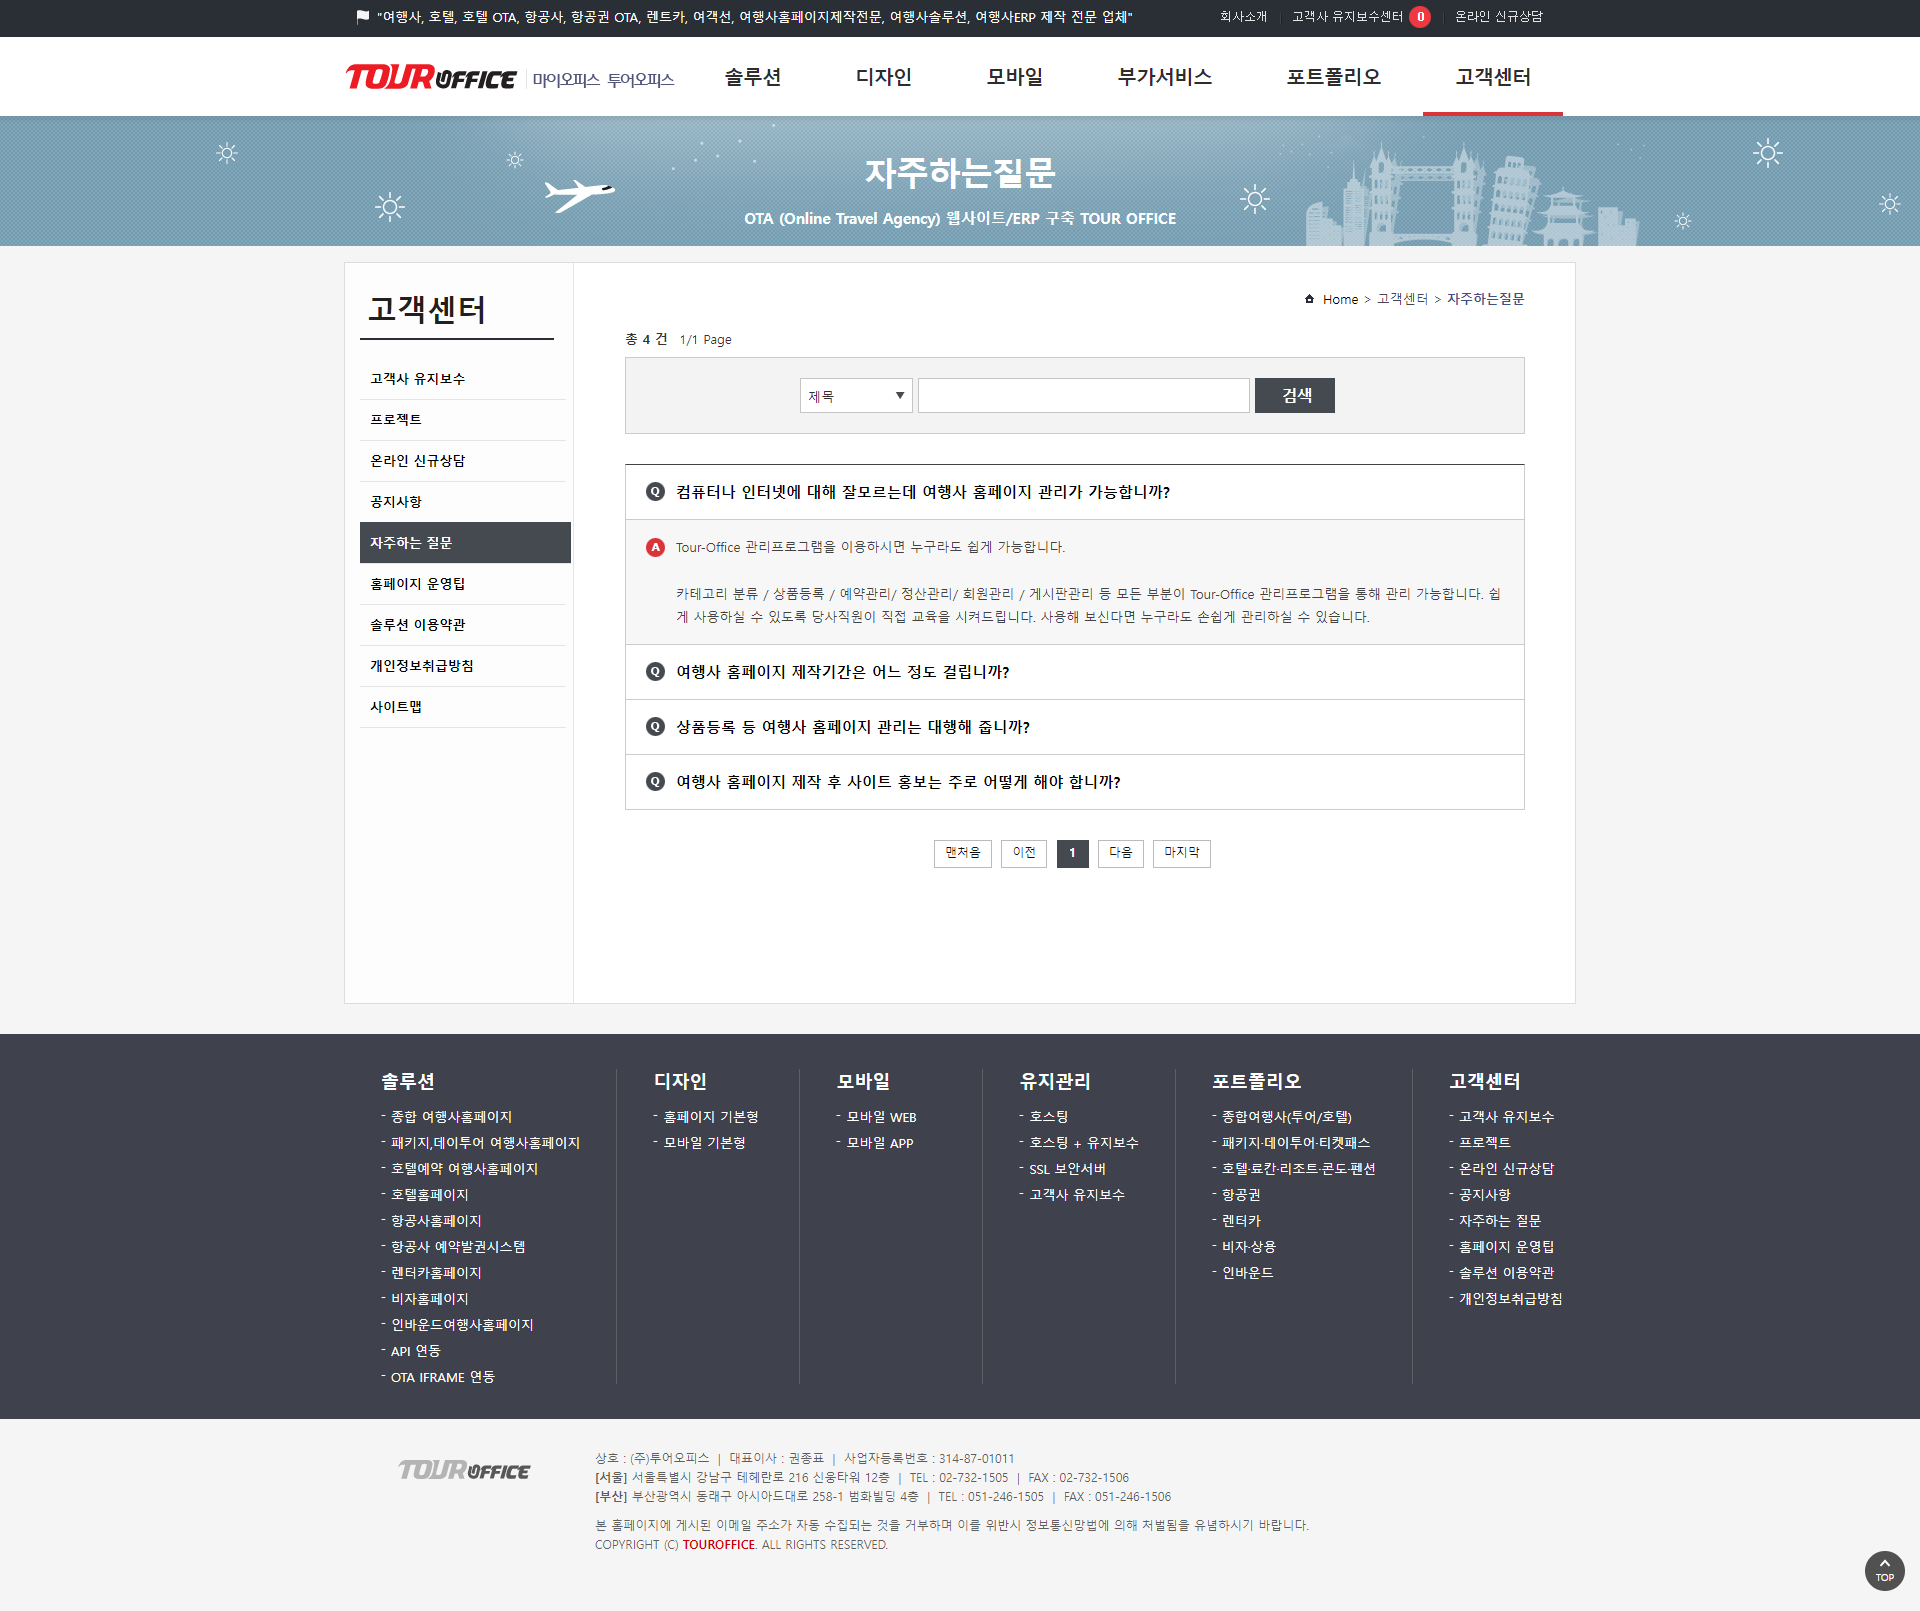 "여행사, 호텔, 호텔 OTA, 항공사, 항공권 OTA, 렌트카, 여객선, 여행사홈페이지제작전문, 여행사솔루션, 여행사ERP 제작 전문 업체"
회사소개
고객사 유지보수센터 0
온라인 신규상담
TOUR OFFICE 마이오피스 투어오피스
솔루션
디자인
모바일
부가서비스
포트폴리오
고객센터
자주하는질문
OTA (Online Travel Agency) 웹사이트/ERP 구축 TOUR OFFICE
고객센터
고객사 유지보수
프로젝트
온라인 신규상담
공지사항
자주하는 질문
홈페이지 운영팁
솔루션 이용약관
개인정보취급방침
사이트맵
Home > 고객센터 > 자주하는질문
총 4 건 1/1 Page
제목 ▼
검색
Q 컴퓨터나 인터넷에 대해 잘모르는데 여행사 홈페이지 관리가 가능합니까?
A Tour-Office 관리프로그램을 이용하시면 누구라도 쉽게 가능합니다.
카테고리 분류 / 상품등록 / 예약관리/ 정산관리/ 회원관리 / 게시판관리 등 모든 부분이 Tour-Office 관리프로그램을 통해 관리 가능합니다. 쉽
게 사용하실 수 있도록 당사직원이 직접 교육을 시켜드립니다. 사용해 보신다면 누구라도 손쉽게 관리하실 수 있습니다.
Q 여행사 홈페이지 제작기간은 어느 정도 걸립니까?
Q 상품등록 등 여행사 홈페이지 관리는 대행해 줍니까?
Q 여행사 홈페이지 제작 후 사이트 홍보는 주로 어떻게 해야 합니까?
맨처음 이전 1 다음 마지막
솔루션
- 종합 여행사홈페이지
- 패키지,데이투어 여행사홈페이지
- 호텔예약 여행사홈페이지
- 호텔홈페이지
- 항공사홈페이지
- 항공사 예약발권시스템
- 렌터카홈페이지
- 비자홈페이지
- 인바운드여행사홈페이지
- API 연동
- OTA IFRAME 연동
디자인
- 홈페이지 기본형
- 모바일 기본형
모바일
- 모바일 WEB
- 모바일 APP
유지관리
- 호스팅
- 호스팅 + 유지보수
- SSL 보안서버
- 고객사 유지보수
포트폴리오
- 종합여행사(투어/호텔)
- 패키지·데이투어·티켓패스
- 호텔·료칸·리조트·콘도·펜션
- 항공권
- 렌터카
- 비자·상용
- 인바운드
고객센터
- 고객사 유지보수
- 프로젝트
- 온라인 신규상담
- 공지사항
- 자주하는 질문
- 홈페이지 운영팁
- 솔루션 이용약관
- 개인정보취급방침
TOUR OFFICE
상호 : (주)투어오피스 | 대표이사 : 권종표 | 사업자등록번호 : 314-87-01011
[서울] 서울특별시 강남구 테헤란로 216 신웅타워 12층 | TEL : 02-732-1505 | FAX : 02-732-1506
[부산] 부산광역시 동래구 아시아드대로 258-1 범화빌딩 4층 | TEL : 051-246-1505 | FAX : 051-246-1506
본 홈페이지에 게시된 이메일 주소가 자동 수집되는 것을 거부하며 이를 위반시 정보통신망법에 의해 처벌됨을 유념하시기 바랍니다.
COPYRIGHT (C) TOUROFFICE. ALL RIGHTS RESERVED.
TOP